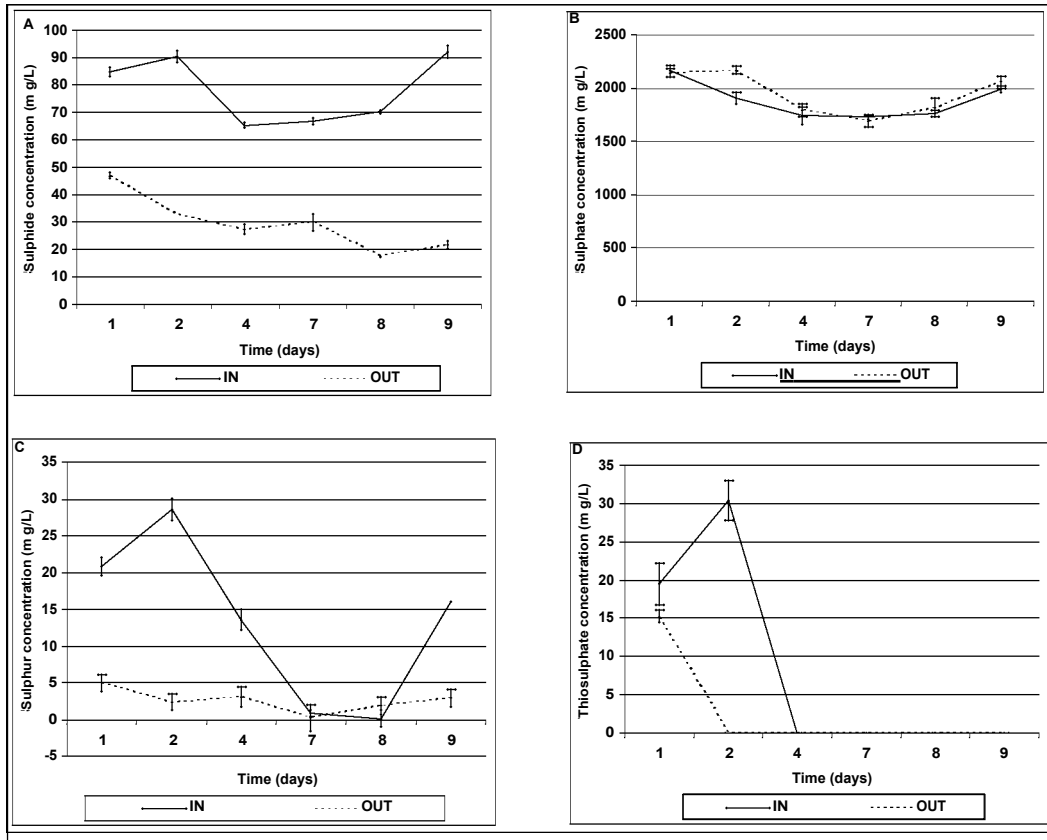 A
Sulphide concentration (m g/L)
100
90
80
70
60
50
40
30
20
10
0
1 2 4 7 8 9
Time (days)
IN OUT
B
Sulphate concentration (m g/L)
2500
2000
1500
1000
500
0
1 2 4 7 8 9
Time (days)
IN OUT
C
Sulphur concentration (m g/L)
35
30
25
20
15
10
5
0
-5
1 2 4 7 8 9
Time (days)
IN OUT
D
Thiosulphate concentration (m g/L)
35
30
25
20
15
10
5
0
1 2 4 7 8 9
Time (days)
IN OUT